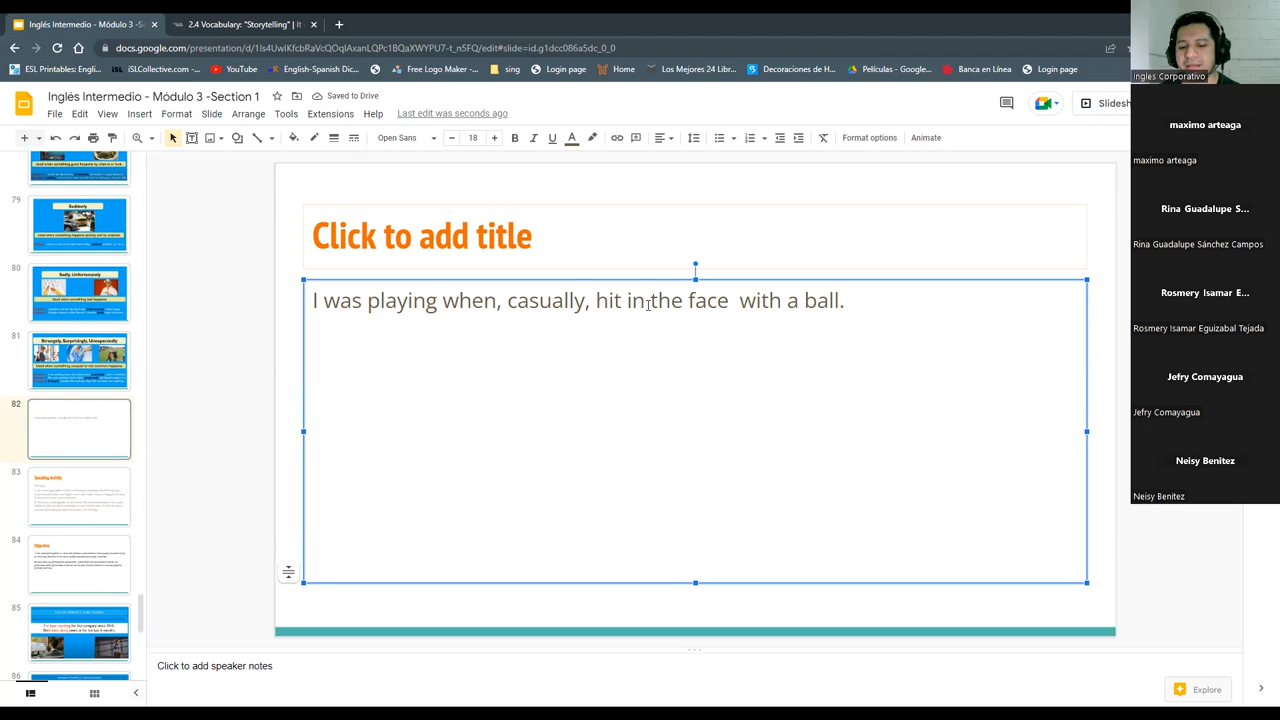 Inglés Intermedio - Módulo 3 -Se
2.4 Vocabulary: "Storytelling" | It
docs.google.com/presentation/d/1Is4UwIKfcbRaVcQOqIAxanLQPc1BQaXWYPU7-t_n5FQ/edit#slide=id.g1dcc086a5dc_0_0
ESL Printables: Engli...
iSLCollective.com -...
YouTube
English-Spanish Dic...
Free Logo Maker -...
sing
Login page
Home
Los Mejores 24 Libr...
Decoraciones de H...
Películas - Google...
Banca en Línea
Login page
Ingles Corporativo
Inglés Intermedio - Módulo 3 -Section 1
Saved to Drive
File Edit View Insert Format Slide Arrange Tools Extensions Help
Last edit was seconds ago
Slidesh
Open Sans
18
B I U A
Format options
Animate
79
Suddenly
80
Sadly, Unfortunately
81
Strangely, Surprizingly, Unexpectedly
82
83
84
Objective
85
86
Click to add title
I was playing when, casually, hit in the face with a ball.
Click to add speaker notes
Explore
maximo arteaga
maximo arteaga
Rina Guadalupe S...
Rina Guadalupe Sánchez Campos
Rosmery Isamar E...
Rosmery Isamar Eguizabal Tejada
Jefry Comayagua
Jefry Comayagua
Neisy Benitez
Neisy Benitez